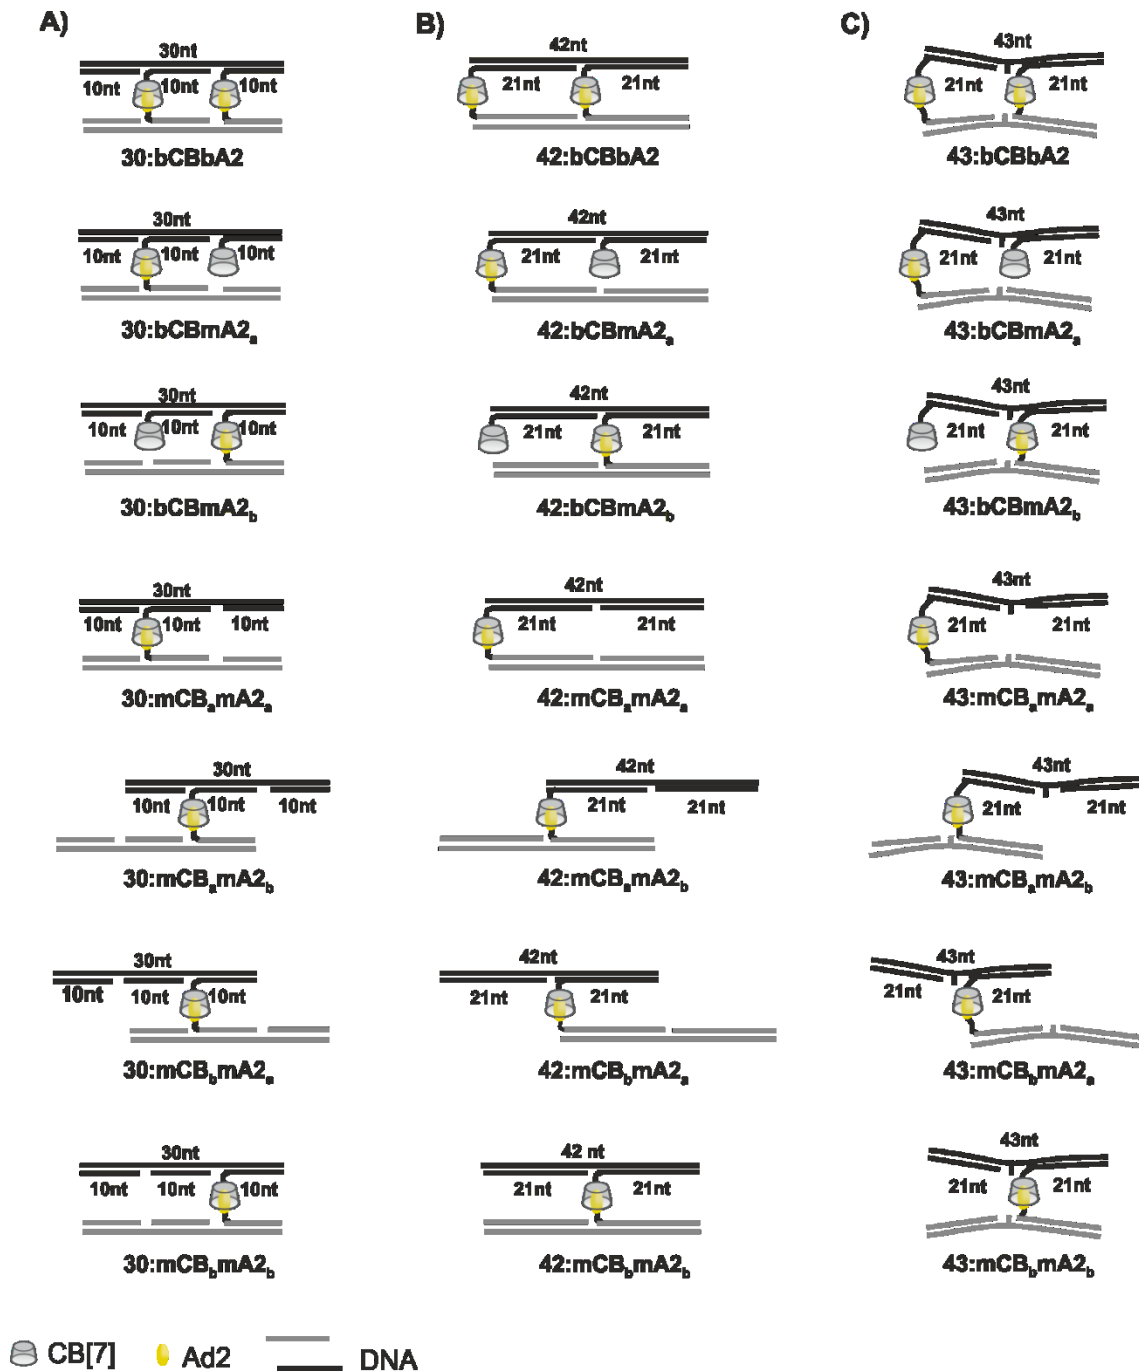 A)
30nt
10nt 10nt 10nt
30:bCBbA2
30nt
10nt 10nt 10nt
30:bCBmA2a
30nt
10nt 10nt 10nt
30:bCBmA2b
30nt
10nt 10nt 10nt
30:mCBamA2a
30nt
10nt 10nt 10nt
30:mCBamA2b
30nt
10nt 10nt 10nt
30:mCBbmA2a
30nt
10nt 10nt 10nt
30:mCBbmA2b
B)
42nt
21nt 21nt
42:bCBbA2
42nt
21nt 21nt
42:bCBmA2a
42nt
21nt 21nt
42:bCBmA2b
42nt
21nt 21nt
42:mCBamA2a
42nt
21nt 21nt
42:mCBamA2b
42nt
21nt 21nt
42:mCBbmA2a
42 nt
21nt 21nt
42:mCBbmA2b
C)
43nt
21nt 21nt
43:bCBbA2
43nt
21nt 21nt
43:bCBmA2a
43nt
21nt 21nt
43:bCBmA2b
43nt
21nt 21nt
43:mCBamA2a
43nt
21nt 21nt
43:mCBamA2b
43nt
21nt 21nt
43:mCBbmA2a
43nt
21nt 21nt
43:mCBbmA2b
CB[7] Ad2 DNA